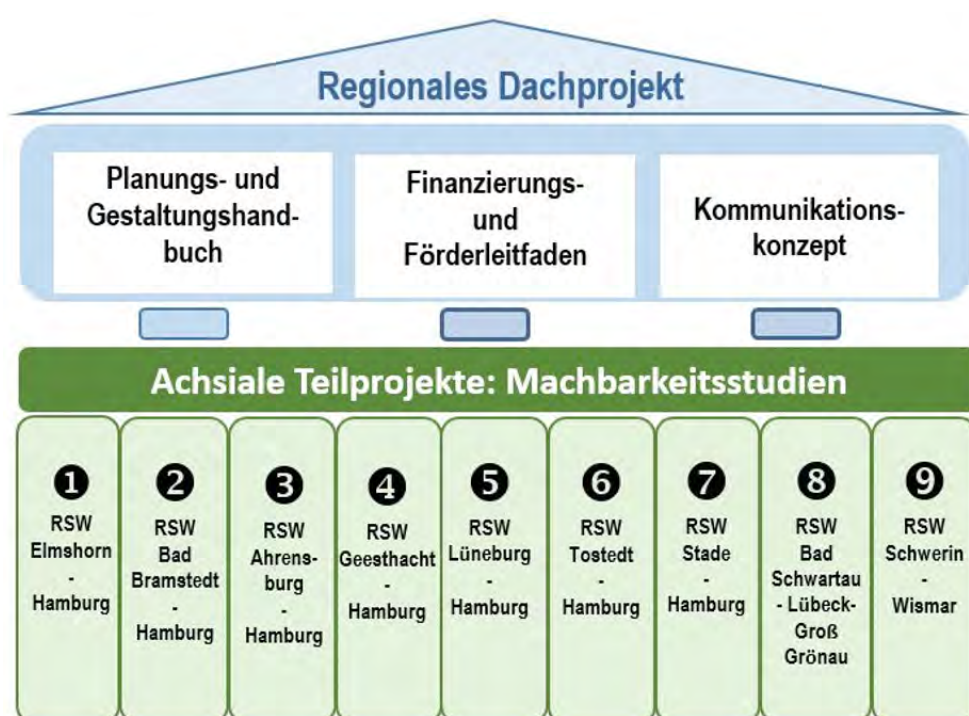 Regionales Dachprojekt
Planungs- und
Gestaltungshand-
buch
Finanzierungs-
und
Förderleitfaden
Kommunikations-
konzept
Achsiale Teilprojekte: Machbarkeitsstudien
1
RSW
Elmshorn
-
Hamburg
2
RSW
Bad
Bramstedt
-
Hamburg
3
RSW
Ahrens-
burg
-
Hamburg
4
RSW
Geesthacht
-
Hamburg
5
RSW
Lüneburg
-
Hamburg
6
RSW
Tostedt
-
Hamburg
7
RSW
Stade
-
Hamburg
8
RSW
Bad
Schwartau
- Lübeck-
Groß
Grönau
9
RSW
Schwerin
-
Wismar